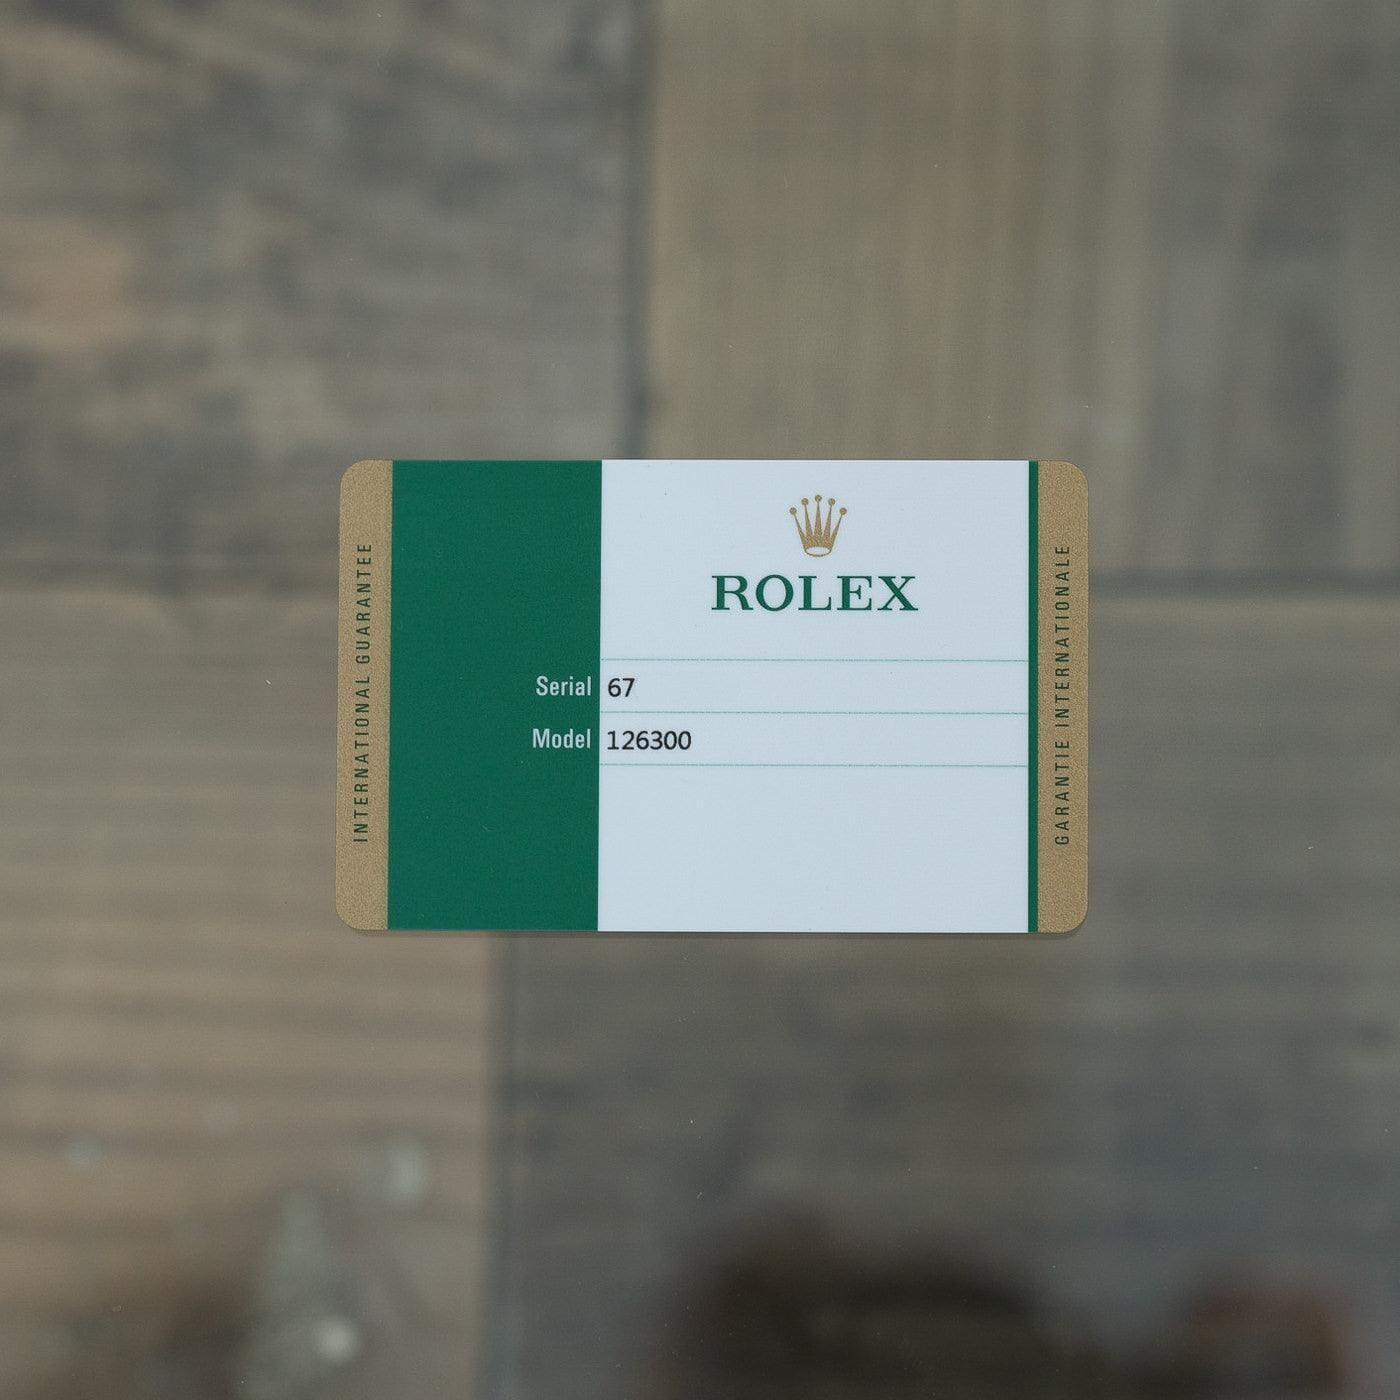 INTERNATIONAL GUARANTEE
ROLEX
Serial 67
Model 126300
GARANTIE INTERNATIONALE